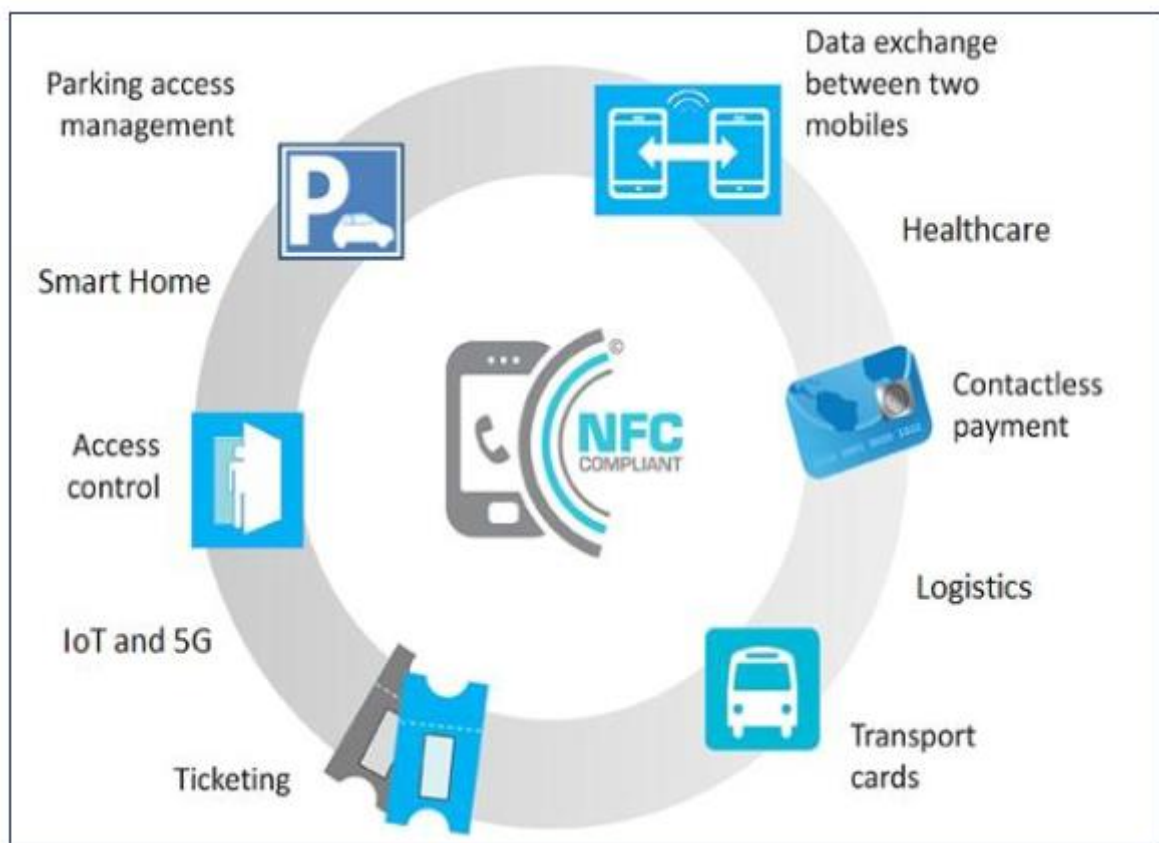 Parking access
management
Data exchange
between two
mobiles
Healthcare
Smart Home
©
NFC
COMPLIANT
P
Contactless
payment
Access
control
Logistics
IoT and 5G
Transport
cards
Ticketing